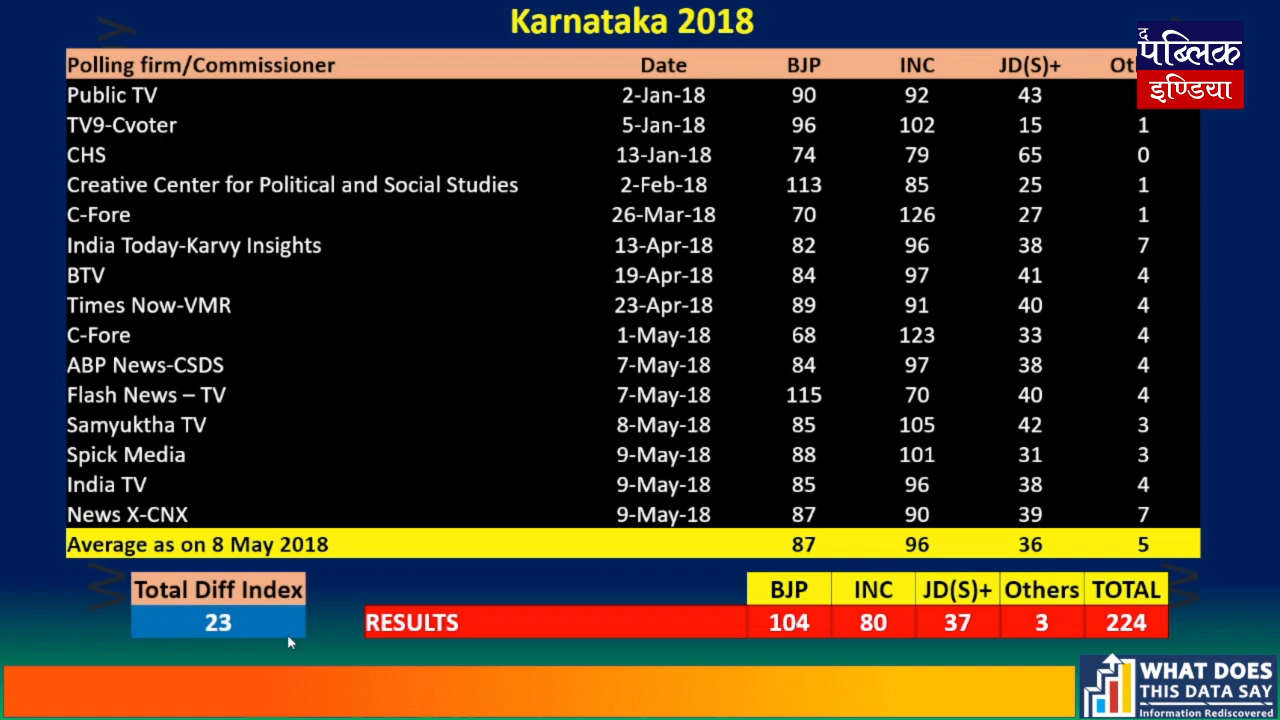 Karnataka 2018
द पब्लिक
इण्डिया
Polling firm/Commissioner Date BJP INC JD(S)+
Public TV 2-Jan-18 90 92 43
TV9-Cvoter 5-Jan-18 96 102 15 1
CHS 13-Jan-18 74 79 65 0
Creative Center for Political and Social Studies 2-Feb-18 113 85 25 1
C-Fore 26-Mar-18 70 126 27 1
India Today-Karvy Insights 13-Apr-18 82 96 38 7
BTV 19-Apr-18 84 97 41 4
Times Now-VMR 23-Apr-18 89 91 40 4
C-Fore 1-May-18 68 123 33 4
ABP News-CSDS 7-May-18 84 97 38 4
Flash News – TV 7-May-18 115 70 40 4
Samyuktha TV 8-May-18 85 105 42 3
Spick Media 9-May-18 88 101 31 3
India TV 9-May-18 85 96 38 4
News X-CNX 9-May-18 87 90 39 7
Average as on 8 May 2018 87 96 36 5
Total Diff Index BJP INC JD(S)+ Others TOTAL
23 RESULTS 104 80 37 3 224
WHAT DOES
THIS DATA SAY
Information Rediscovered